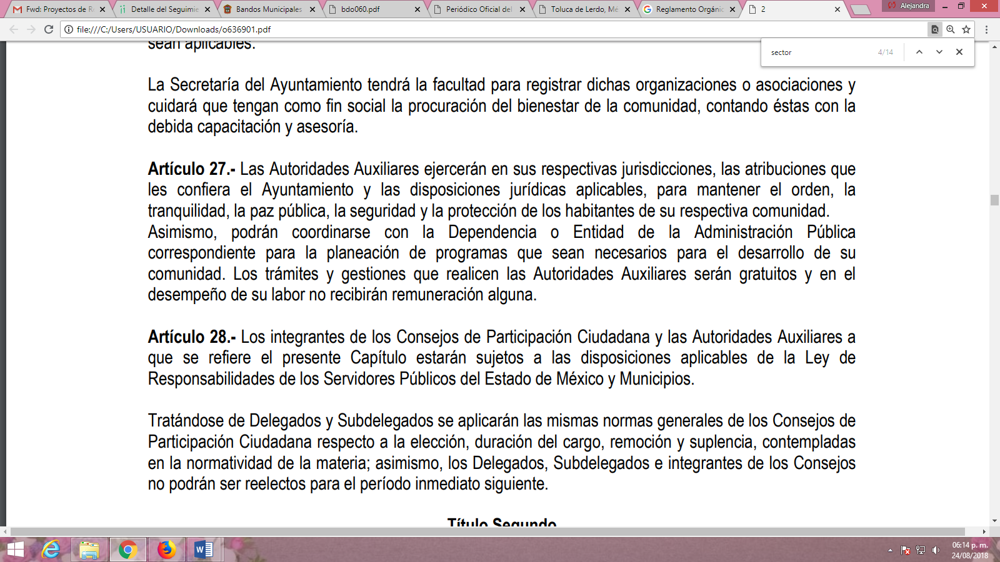 Fwd: Proyectos de R
Detalle del Seguimie
Bandos Municipales
bdo060.pdf
Periódico Oficial del
Toluca de Lerdo, Mé
Reglamento Orgánic
2
Alejandra
file:///C:/Users/USUARIO/Downloads/o636901.pdf
sector 4/14
sean aplicables.
La Secretaría del Ayuntamiento tendrá la facultad para registrar dichas organizaciones o asociaciones y
cuidará que tengan como fin social la procuración del bienestar de la comunidad, contando éstas con la
debida capacitación y asesoría.
Artículo 27.- Las Autoridades Auxiliares ejercerán en sus respectivas jurisdicciones, las atribuciones que
les confiera el Ayuntamiento y las disposiciones jurídicas aplicables, para mantener el orden, la
tranquilidad, la paz pública, la seguridad y la protección de los habitantes de su respectiva comunidad.
Asimismo, podrán coordinarse con la Dependencia o Entidad de la Administración Pública
correspondiente para la planeación de programas que sean necesarios para el desarrollo de su
comunidad. Los trámites y gestiones que realicen las Autoridades Auxiliares serán gratuitos y en el
desempeño de su labor no recibirán remuneración alguna.
Artículo 28.- Los integrantes de los Consejos de Participación Ciudadana y las Autoridades Auxiliares a
que se refiere el presente Capítulo estarán sujetos a las disposiciones aplicables de la Ley de
Responsabilidades de los Servidores Públicos del Estado de México y Municipios.
Tratándose de Delegados y Subdelegados se aplicarán las mismas normas generales de los Consejos de
Participación Ciudadana respecto a la elección, duración del cargo, remoción y suplencia, contempladas
en la normatividad de la materia; asimismo, los Delegados, Subdelegados e integrantes de los Consejos
no podrán ser reelectos para el período inmediato siguiente.
Título Segundo
06:14 p. m.
24/08/2018